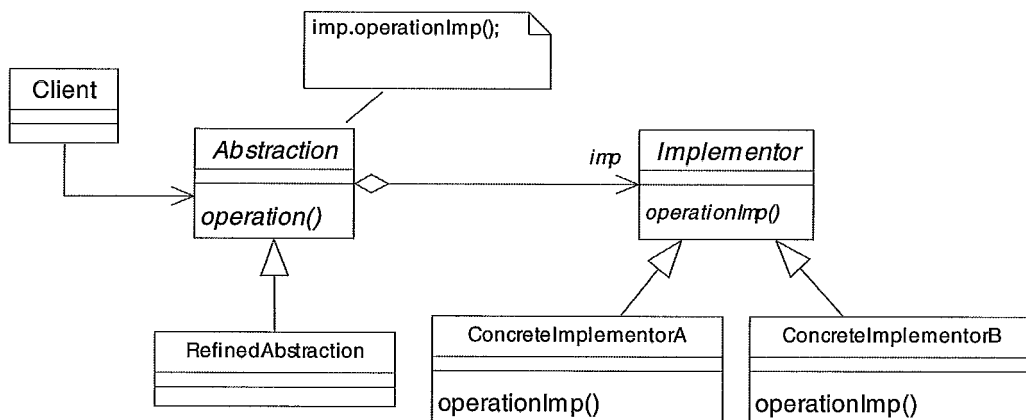 imp.operationImp();
Client
Abstraction
operation()
imp
Implementor
operationImp()
RefinedAbstraction
ConcreteImplementorA
operationImp()
ConcreteImplementorB
operationImp()